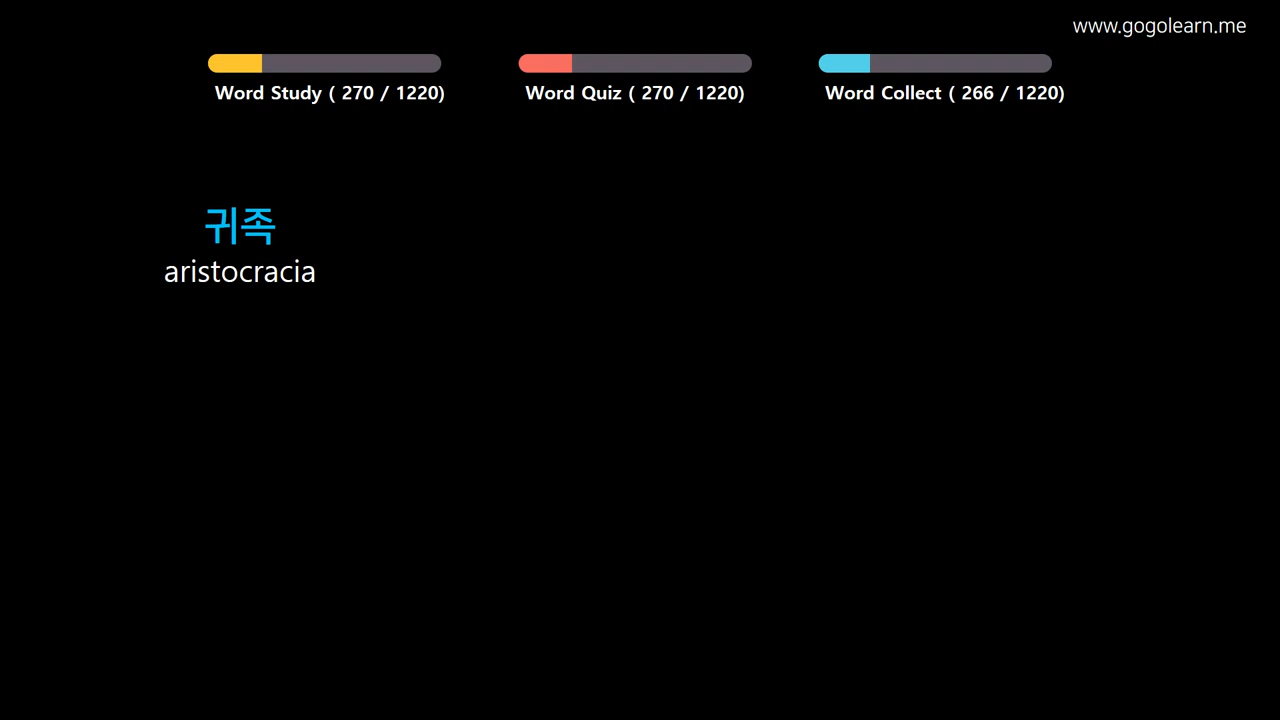 www.gogolearn.me
Word Study ( 270 / 1220)
Word Quiz ( 270 / 1220)
Word Collect ( 266 / 1220)
귀족
aristocracia